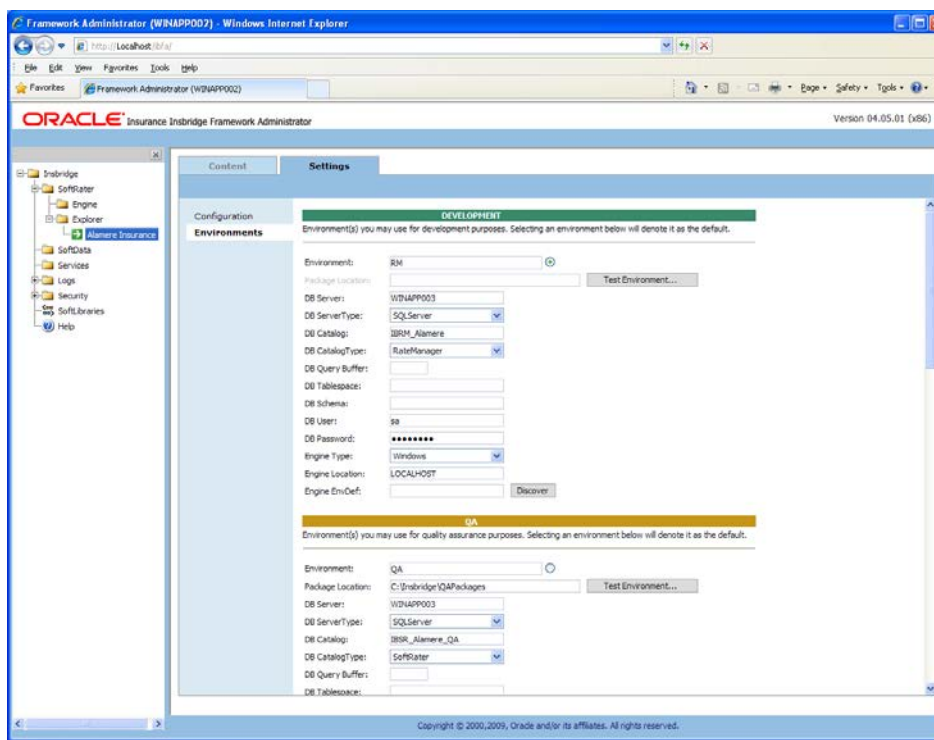 Framework Administrator (WINAPP002) - Windows Internet Explorer
http://localhost/ibfa/
File Edit View Favorites Tools Help
Favorites Framework Administrator (WINAPP002) Page Safety Tools
ORACLE Insurance Insbridge Framework Administrator Version 04.05.01 (x86)
Content Settings
Insbridge
SoftRater
Engine
Explorer
Alamere Insurance
SoftData
Services
Logs
Security
SoftLibraries
Help
Configuration
Environments
DEVELOPMENT
Environment(s) you may use for development purposes. Selecting an environment below will denote it as the default.
Environment: RM
Package Location: Test Environment...
DB Server: WINAPP003
DB ServerType: SQLServer
DB Catalog: IBRM_Alamere
DB CatalogType: RateManager
DB Query Buffer:
DB Tablespace:
DB Schema:
DB User: sa
DB Password: ••••••••
Engine Type: Windows
Engine Location: LOCALHOST
Engine EnvDef: Discover
QA
Environment(s) you may use for quality assurance purposes. Selecting an environment below will denote it as the default.
Environment: QA
Package Location: C:\Insbridge\QAPackages Test Environment...
DB Server: WINAPP003
DB ServerType: SQLServer
DB Catalog: IBSR_Alamere_QA
DB CatalogType: SoftRater
DB Query Buffer:
DB Tablespace:
Copyright © 2000,2009, Oracle and/or its affiliates. All rights reserved.